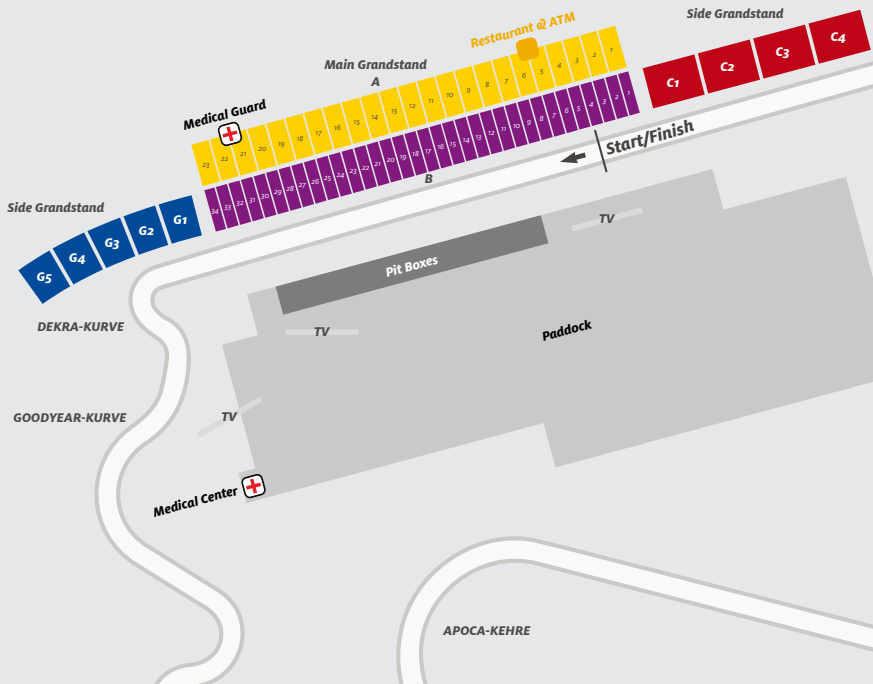 Side Grandstand
C1
C2
C3
C4
Restaurant & ATM
Main Grandstand
A
1
2
3
4
5
6
7
8
9
10
11
12
13
14
15
16
17
18
19
20
21
22
23
Medical Guard
1
2
3
4
5
6
7
8
9
10
11
12
13
14
15
16
17
18
19
20
21
22
23
24
25
26
27
28
29
30
31
32
33
34
B
Start/Finish
Side Grandstand
G1
G2
G3
G4
G5
TV
Pit Boxes
DEKRA-KURVE
TV
Paddock
GOODYEAR-KURVE
TV
Medical Center
APOCA-KEHRE